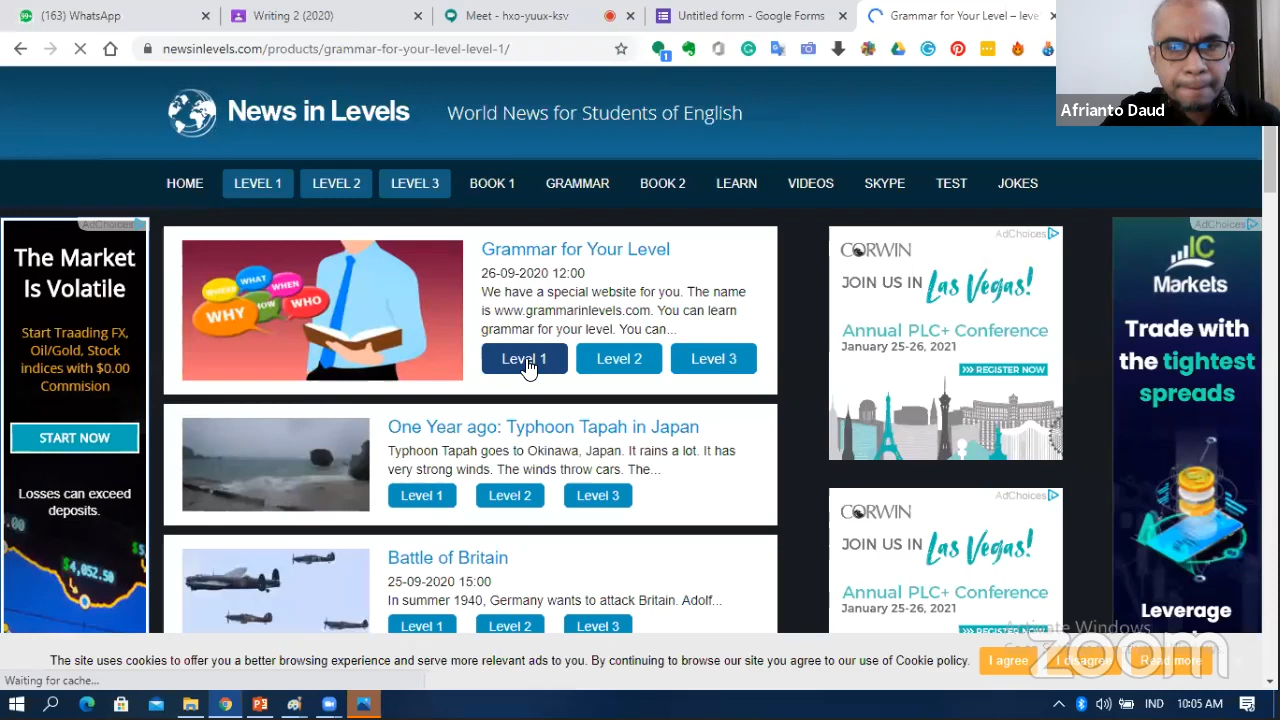 (163) WhatsApp
Writing 2 (2020)
Meet - hxo-yuux-ksv
Untitled form - Google Forms
Grammar for Your Level – leve
newsinlevels.com/products/grammar-for-your-level-level-1/
1
Afrianto Daud
News in Levels
World News for Students of English
HOME
LEVEL 1
LEVEL 2
LEVEL 3
BOOK 1
GRAMMAR
BOOK 2
LEARN
VIDEOS
SKYPE
TEST
JOKES
AdChoices
The Market
Is Volatile
Start Traading FX,
Oil/Gold, Stock
indices with $0.00
Commision
START NOW
Losses can exceed
deposits.
$4,052.50
WHERE
WHAT
WHEN
WHY
HOW
WHO
Grammar for Your Level
26-09-2020 12:00
We have a special website for you. The name
is www.grammarinlevels.com. You can learn
grammar for your level. You can...
Level 1
Level 2
Level 3
One Year ago: Typhoon Tapah in Japan
Typhoon Tapah goes to Okinawa, Japan. It rains a lot. It has
very strong winds. The winds throw cars. The...
Level 1
Level 2
Level 3
Battle of Britain
25-09-2020 15:00
In summer 1940, Germany wants to attack Britain. Adolf...
Level 1
Level 2
Level 3
AdChoices
CORWIN
JOIN US IN Las Vegas!
Annual PLC+ Conference
January 25-26, 2021
>>> REGISTER NOW
AdChoices
CORWIN
JOIN US IN Las Vegas!
Annual PLC+ Conference
January 25-26, 2021
>>> REGISTER NOW
AdChoices
IC
Markets
Trade with
the tightest
spreads
Leverage
Activate Windows
zoom
The site uses cookies to offer you a better browsing experience and serve more relevant ads to you. By continuing to browse our site you agree to our use of Cookie policy.
I agree
I disagree
Read more
Waiting for cache...
IND
10:05 AM